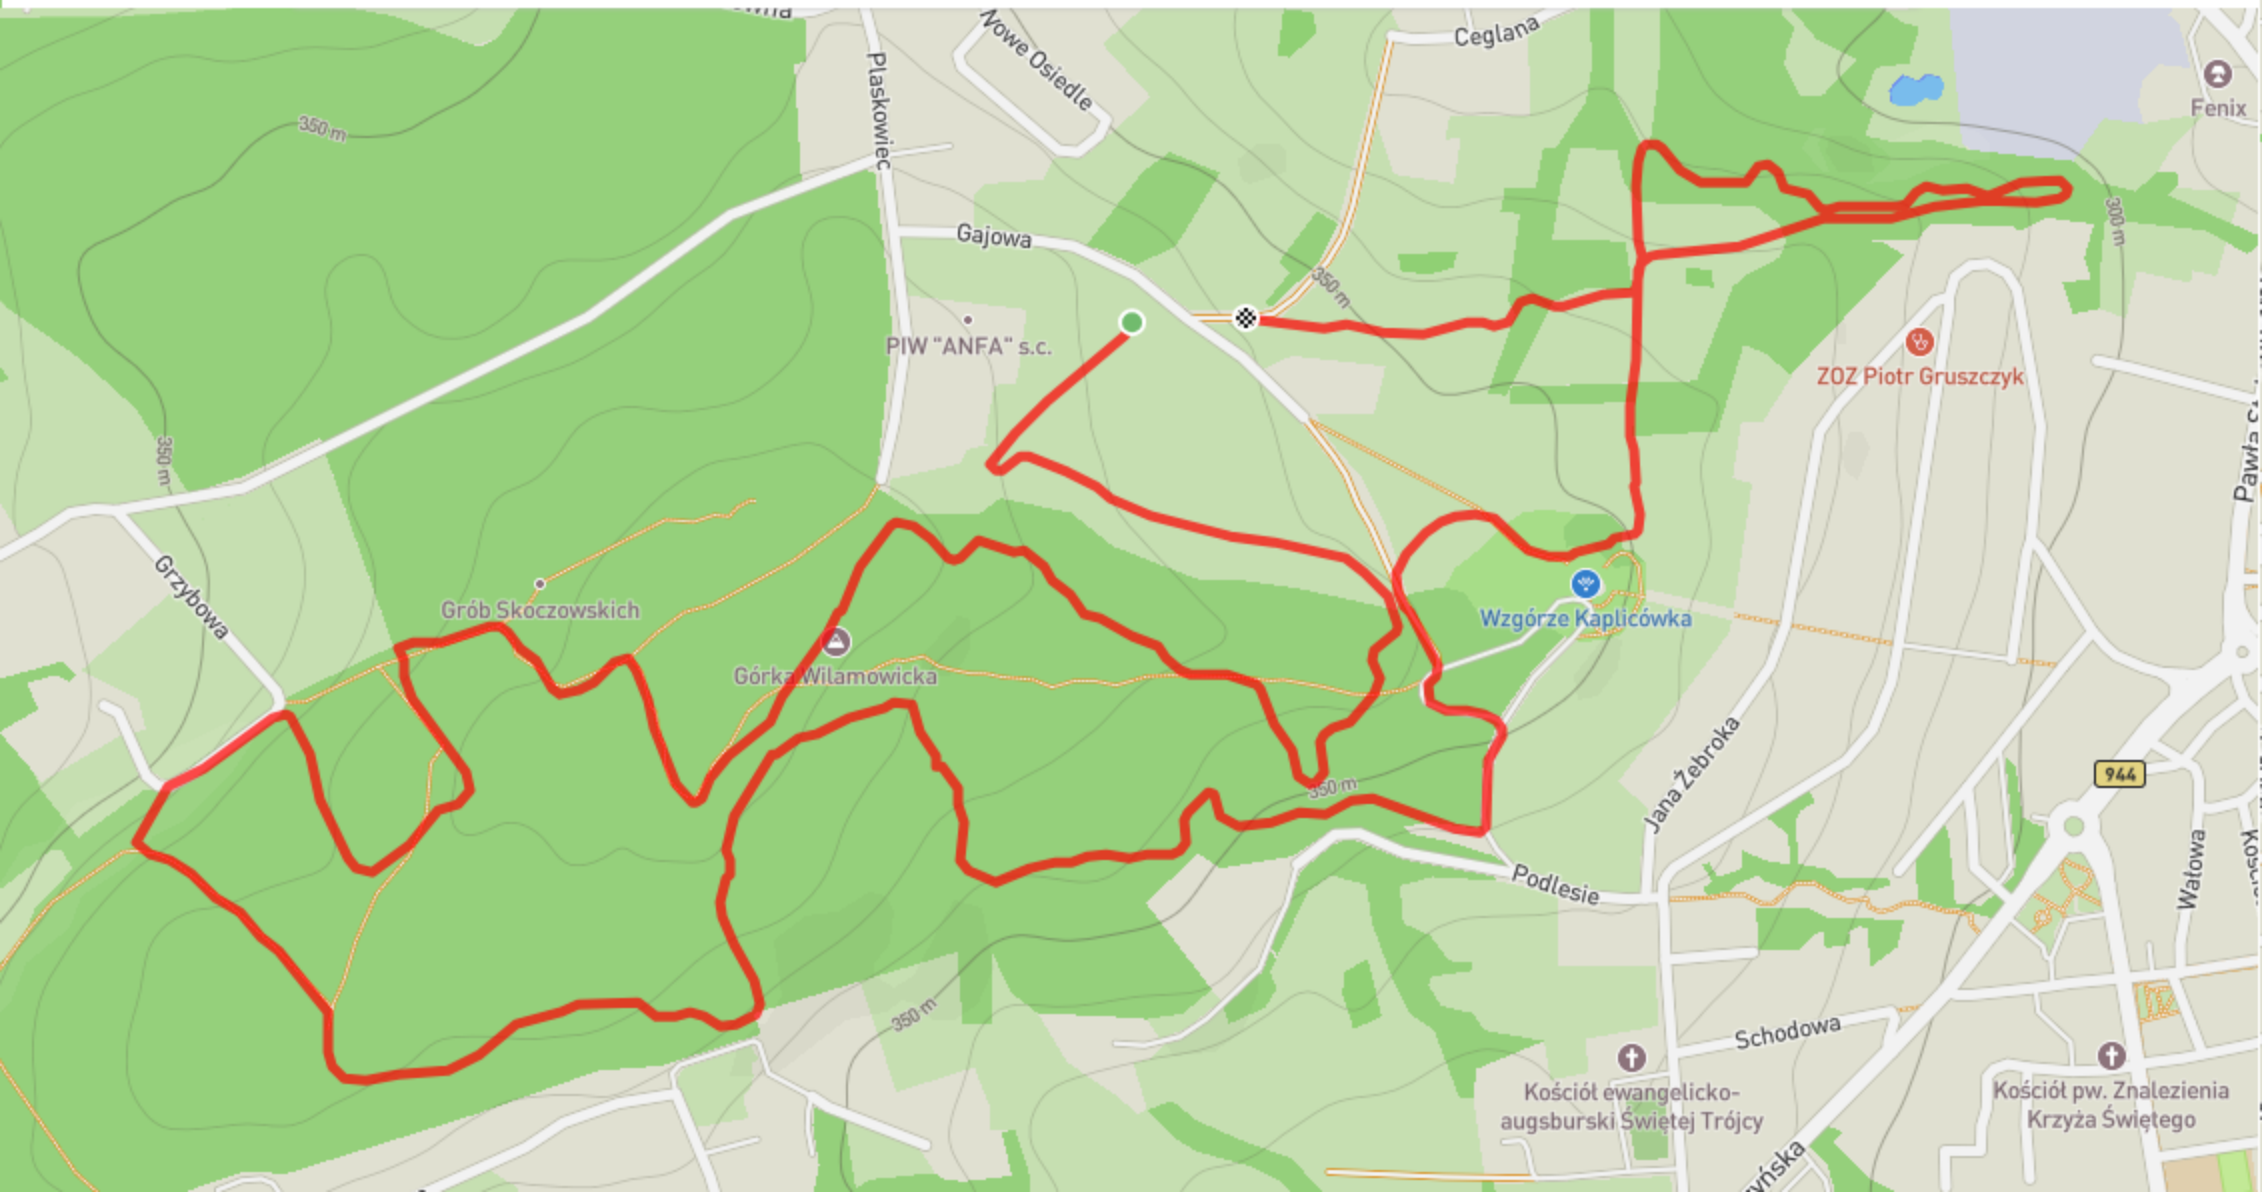 Nowe Osiedle
Ceglana
Plaskowiec
Fenix
350 m
Gajowa
300 m
350 m
PIW "ANFA" s.c.
ZOZ Piotr Gruszczyk
350 m
Grzybowa
Grób Skoczowskich
Wzgórze Kaplicówka
Górka Wilamowicka
Jana Żebroka
944
350 m
Podlesie
Wałowa
350 m
Schodowa
Kościół ewangelicko-
augsburski Świętej Trójcy
Kościół pw. Znalezienia
Krzyża Świętego